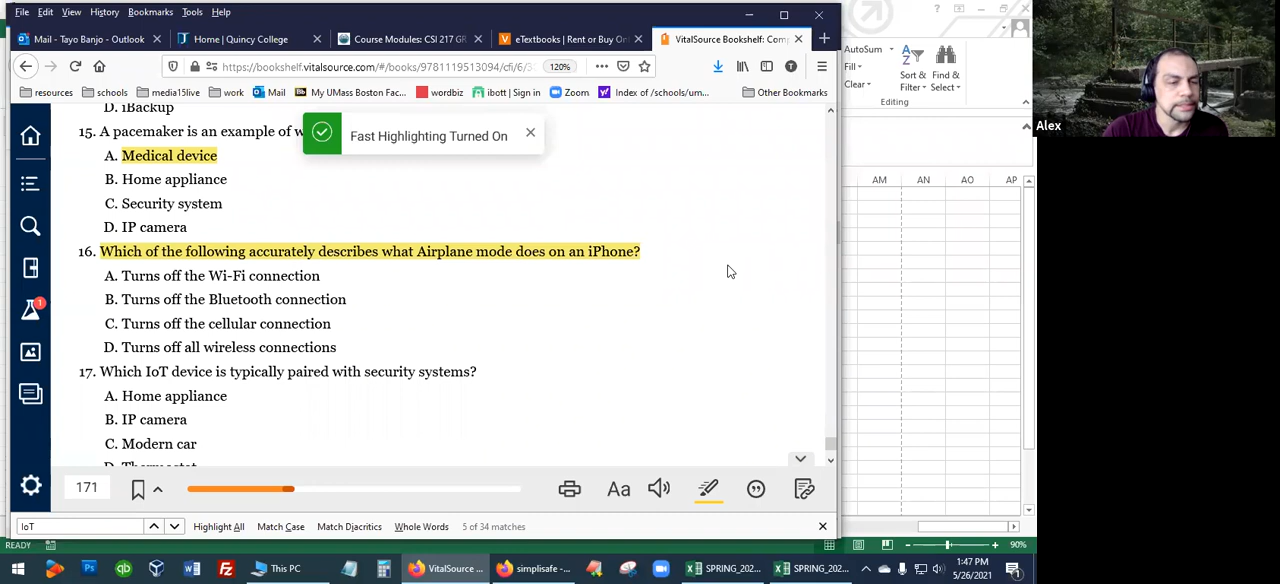 File Edit View History Bookmarks Tools Help
Mail - Tayo Banjo - Outlook
Home | Quincy College
Course Modules: CSI 217 GR
eTextbooks | Rent or Buy On
VitalSource Bookshelf: Comp
https://bookshelf.vitalsource.com/#/books/9781119513094/cfi/6/3
120%
resources schools media15live work Mail My UMass Boston Fac... wordbiz ibott | Sign in Zoom Index of /schools/um... Other Bookmarks
D. iBackup
15. A pacemaker is an example of w
Fast Highlighting Turned On
A. Medical device
B. Home appliance
C. Security system
D. IP camera
16. Which of the following accurately describes what Airplane mode does on an iPhone?
A. Turns off the Wi-Fi connection
B. Turns off the Bluetooth connection
C. Turns off the cellular connection
D. Turns off all wireless connections
17. Which IoT device is typically paired with security systems?
A. Home appliance
B. IP camera
C. Modern car
D. Thermostat
1
171
Aa
IoT
Highlight All Match Case Match Diacritics Whole Words 5 of 34 matches
AutoSum
Fill
Clear
Sort & Filter
Find & Select
Editing
AM AN AO AP
Alex
READY
90%
This PC
VitalSource ...
simplisafe - ...
SPRING_202...
SPRING_202...
1:47 PM
5/26/2021
1